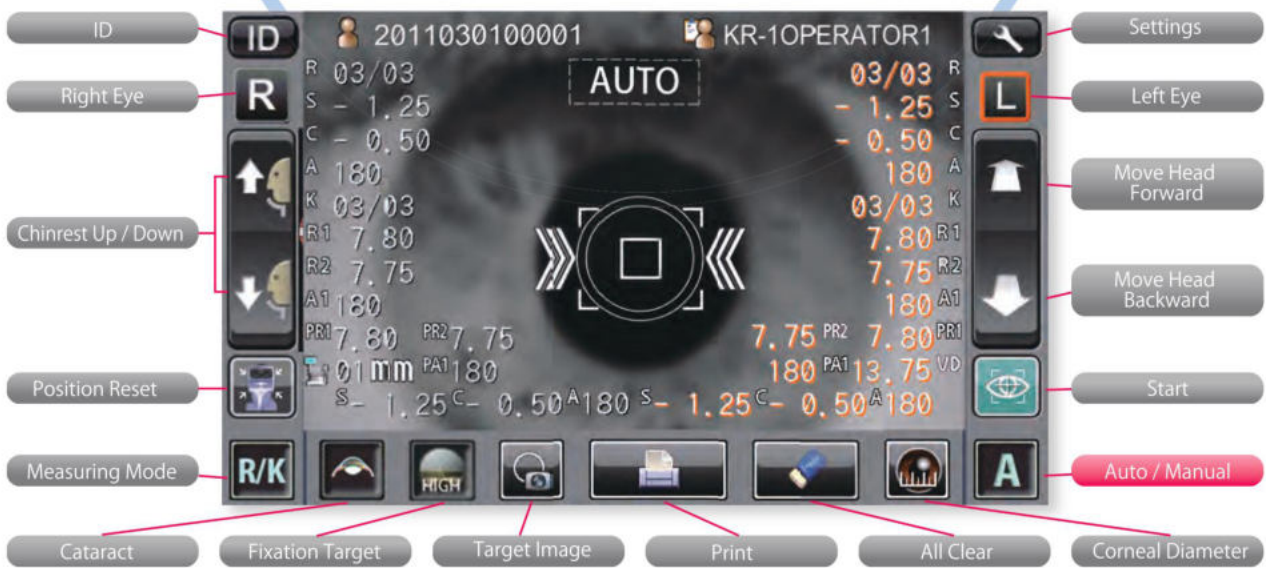 ID
ID
2011030100001
KR-1OPERATOR1
Settings
Right Eye
R
R 03/03
AUTO
03/03 R
L
Left Eye
S - 1.25
- 1.25 S
C - 0.50
- 0.50 C
A 180
180 A
Move Head
Forward
K 03/03
03/03 K
Chinrest Up / Down
R1 7.80
7.80 R1
R2 7.75
7.75 R2
Move Head
Backward
A1 180
180 A1
PR1 7.80 PR2 7.75
7.75 PR2 7.80 PR1
Position Reset
01mm PA1 180
180 PA1 13.75 VD
Start
S - 1.25 C - 0.50 A 180 S - 1.25 C - 0.50 A 180
Measuring Mode
R/K
HIGH
A
Auto / Manual
Cataract
Fixation Target
Target Image
Print
All Clear
Corneal Diameter